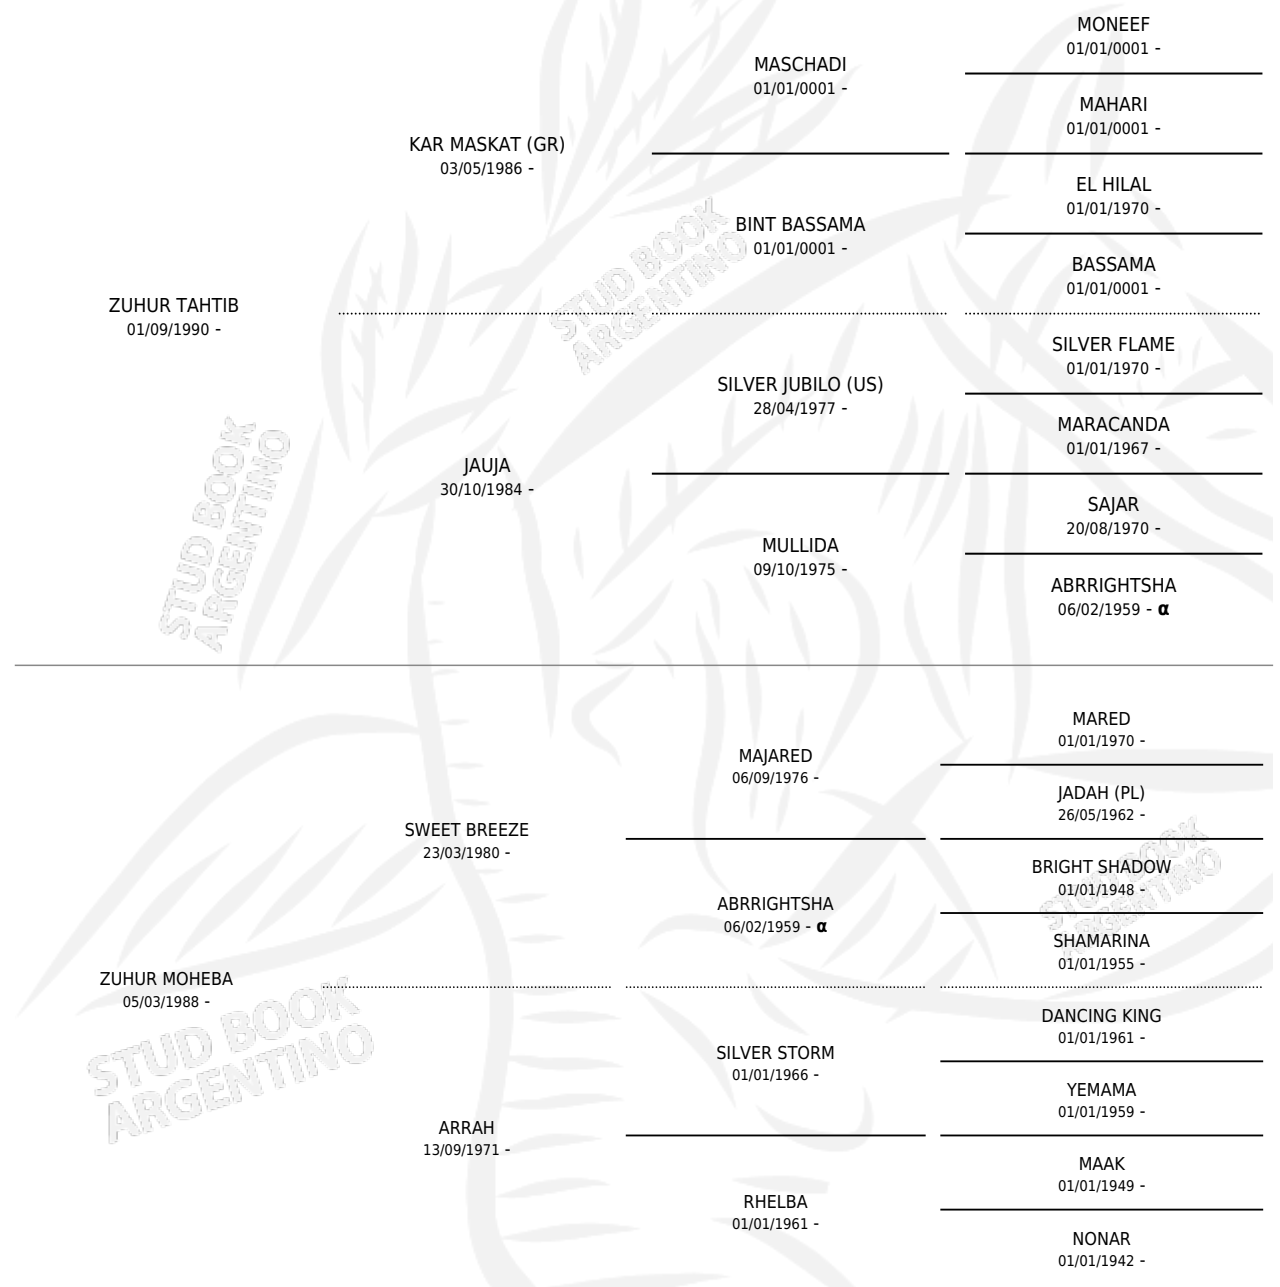 MONEEF
01/01/0001 -
MASCHADI
01/01/0001 -
MAHARI
01/01/0001 -
KAR MASKAT (GR)
03/05/1986 -
EL HILAL
01/01/1970 -
BINT BASSAMA
01/01/0001 -
BASSAMA
01/01/0001 -
ZUHUR TAHTIB
01/09/1990 -
STUD BOOK
ARGENTINO
SILVER FLAME
01/01/1970 -
SILVER JUBILO (US)
28/04/1977 -
MARACANDA
01/01/1967 -
JAUJA
30/10/1984 -
SAJAR
20/08/1970 -
MULLIDA
09/10/1975 -
ABRRIGHTSHA
06/02/1959 - α
STUD BOOK
ARGENTINO
MARED
01/01/1970 -
MAJARED
06/09/1976 -
JADAH (PL)
26/05/1962 -
SWEET BREEZE
23/03/1980 -
BRIGHT SHADOW
01/01/1948 -
STUD BOOK
ARGENTINO
ABRRIGHTSHA
06/02/1959 - α
SHAMARINA
01/01/1955 -
ZUHUR MOHEBA
05/03/1988 -
STUD BOOK
ARGENTINO
DANCING KING
01/01/1961 -
SILVER STORM
01/01/1966 -
YEMAMA
01/01/1959 -
ARRAH
13/09/1971 -
MAAK
01/01/1949 -
RHELBA
01/01/1961 -
NONAR
01/01/1942 -